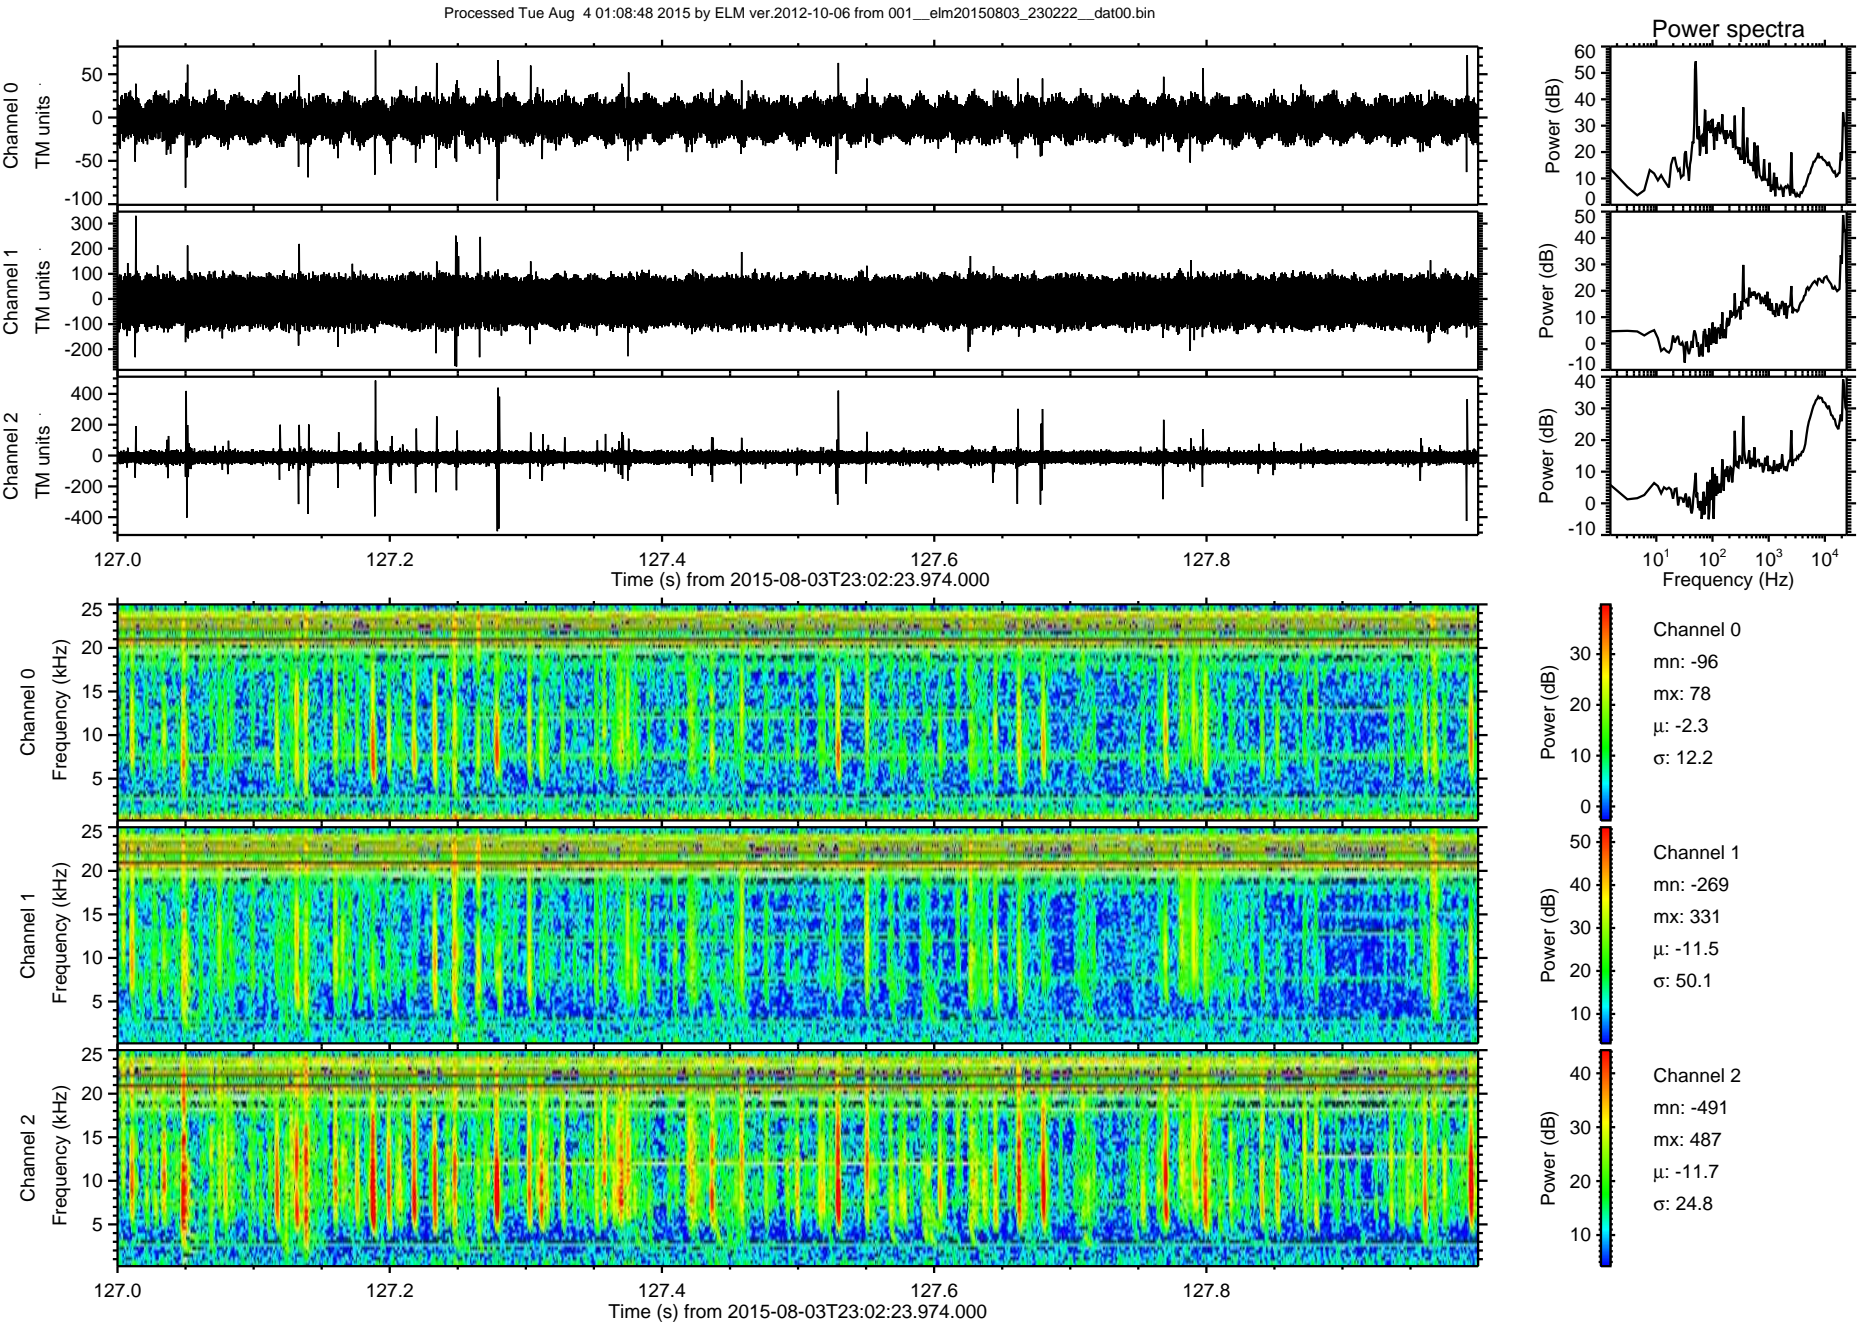 Processed Tue Aug  4 01:08:48 2015 by ELM ver.2012-10-06 from 001__elm20150803_230222__dat00.bin
Power spectra
Channel 0
TM units
50
0
-50
-100
Power (dB)
60
50
40
30
20
10
0
Channel 1
TM units
300
200
100
0
-100
-200
Power (dB)
50
40
30
20
10
0
-10
Channel 2
TM units
400
200
0
-200
-400
Power (dB)
40
30
20
10
0
-10
127.0 127.2 127.4 127.6 127.8
Time (s) from 2015-08-03T23:02:23.974.000
10¹ 10² 10³ 10⁴
Frequency (Hz)
Channel 0
Frequency (kHz)
25
20
15
10
5
Power (dB)
30
20
10
0
Channel 0
mn: -96
mx: 78
μ: -2.3
σ: 12.2
Channel 1
Frequency (kHz)
25
20
15
10
5
Power (dB)
50
40
30
20
10
Channel 1
mn: -269
mx: 331
μ: -11.5
σ: 50.1
Channel 2
Frequency (kHz)
25
20
15
10
5
Power (dB)
40
30
20
10
Channel 2
mn: -491
mx: 487
μ: -11.7
σ: 24.8
127.0 127.2 127.4 127.6 127.8
Time (s) from 2015-08-03T23:02:23.974.000